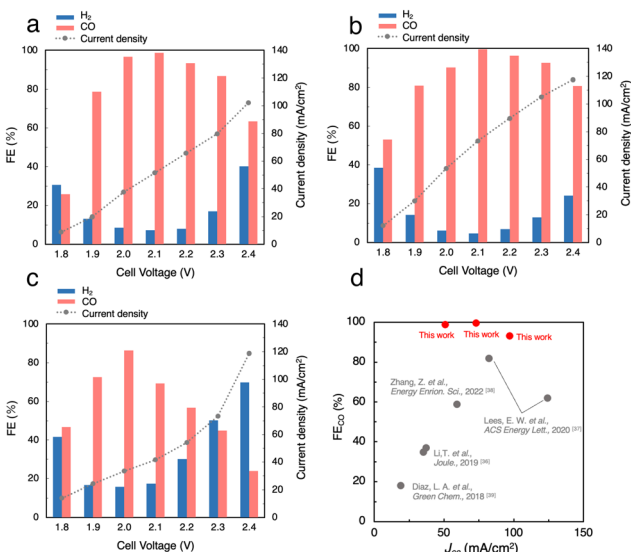 a
H₂
CO
Current density
100
80
60
40
20
0
FE (%)
140
120
100
80
60
40
20
0
Current density (mA/cm²)
1.8 1.9 2.0 2.1 2.2 2.3 2.4
Cell Voltage (V)
b
H₂
CO
Current density
100
80
60
40
20
0
FE (%)
140
120
100
80
60
40
20
0
Current density (mA/cm²)
1.8 1.9 2.0 2.1 2.2 2.3 2.4
Cell Voltage (V)
c
H₂
CO
Current density
100
80
60
40
20
0
FE (%)
140
120
100
80
60
40
20
0
Current density (mA/cm²)
1.8 1.9 2.0 2.1 2.2 2.3 2.4
Cell Voltage (V)
d
100
80
60
40
20
0
FE_CO (%)
This work This work This work
Zhang, Z. et al.,
Energy Enrion. Sci., 2022 [38]
Lees, E. W. et al.,
ACS Energy Lett., 2020 [37]
Li,T. et al.,
Joule., 2019 [36]
Diaz, L. A. et al.,
Green Chem., 2018 [39]
0 50 100 150
(mA/cm²)